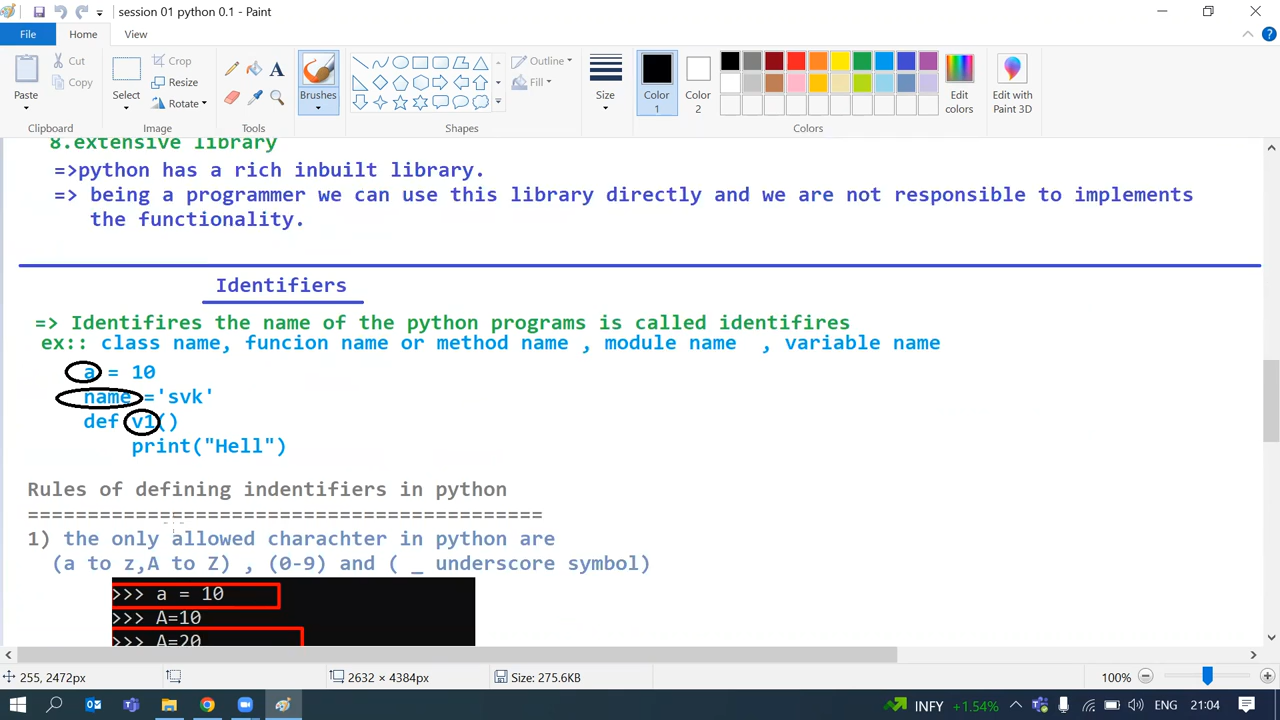 session 01 python 0.1 - Paint
File
Home
View
Paste
Cut
Copy
Clipboard
Select
Crop
Resize
Rotate
Image
Tools
Brushes
Shapes
Outline
Fill
Size
Color 1
Color 2
Colors
Edit colors
Edit with Paint 3D
8.extensive library
=>python has a rich inbuilt library.
=> being a programmer we can use this library directly and we are not responsible to implements
the functionality.
Identifiers
=> Identifires the name of the python programs is called identifires
ex:: class name, funcion name or method name , module name , variable name
a = 10
name ='svk'
def v1()
print("Hell")
Rules of defining indentifiers in python
===========================================
1) the only allowed charachter in python are
(a to z,A to Z) , (0-9) and ( _ underscore symbol)
>>> a = 10
>>> A=10
>>> A=20
255, 2472px
2632 × 4384px
Size: 275.6KB
100%
INFY +1.54%
ENG
21:04